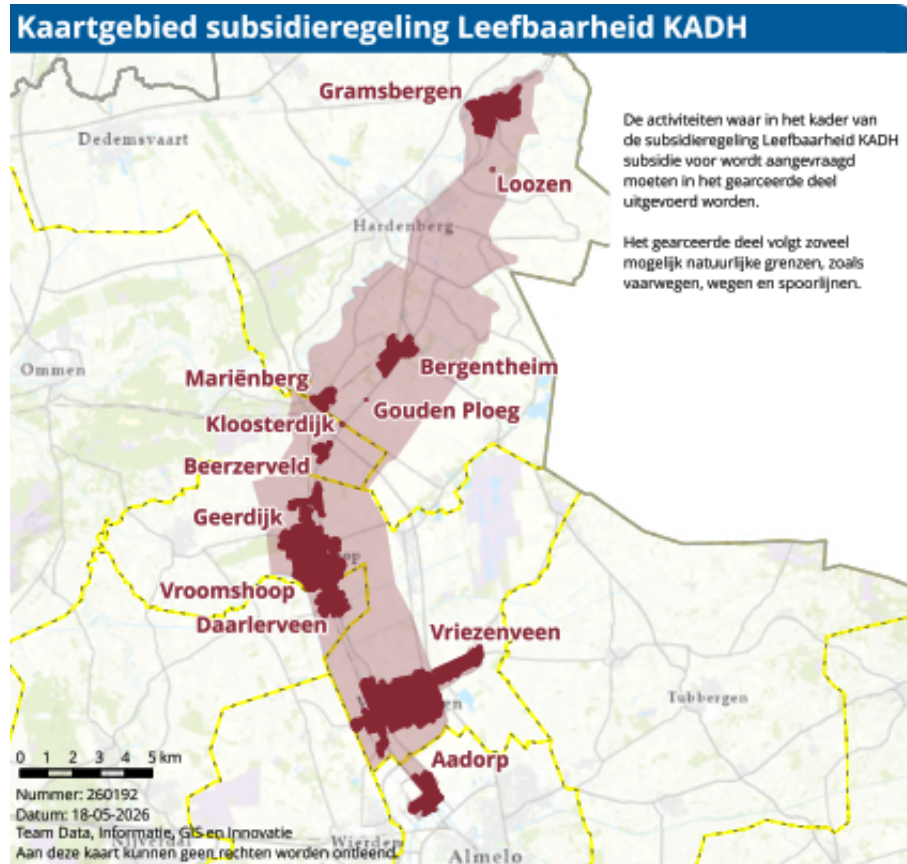 Kaartgebied subsidieregeling Leefbaarheid KADH
Gramsbergen
De activiteiten waar in het kader van
de subsidieregeling Leefbaarheid KADH
subsidie voor wordt aangevraagd
moeten in het gearceerde deel
uitgevoerd worden.
Het gearceerde deel volgt zoveel
mogelijk natuurlijke grenzen, zoals
vaarwegen, wegen en spoorlijnen.
Dedemsvaart
Loozen
Hardenberg
Ommen
Bergentheim
Mariënberg
Gouden Ploeg
Kloosterdijk
Beerzerveld
Geerdijk
Vroomshoop
Daarlerveen
Vriezenveen
Tubbergen
Aadorp
0 1 2 3 4 5 km
Nummer: 260192
Datum: 18-05-2026
Team Data, Informatie, GIS en Innovatie
Nijverdal
Wierden
Aan deze kaart kunnen geen rechten worden ontleend.
Almelo